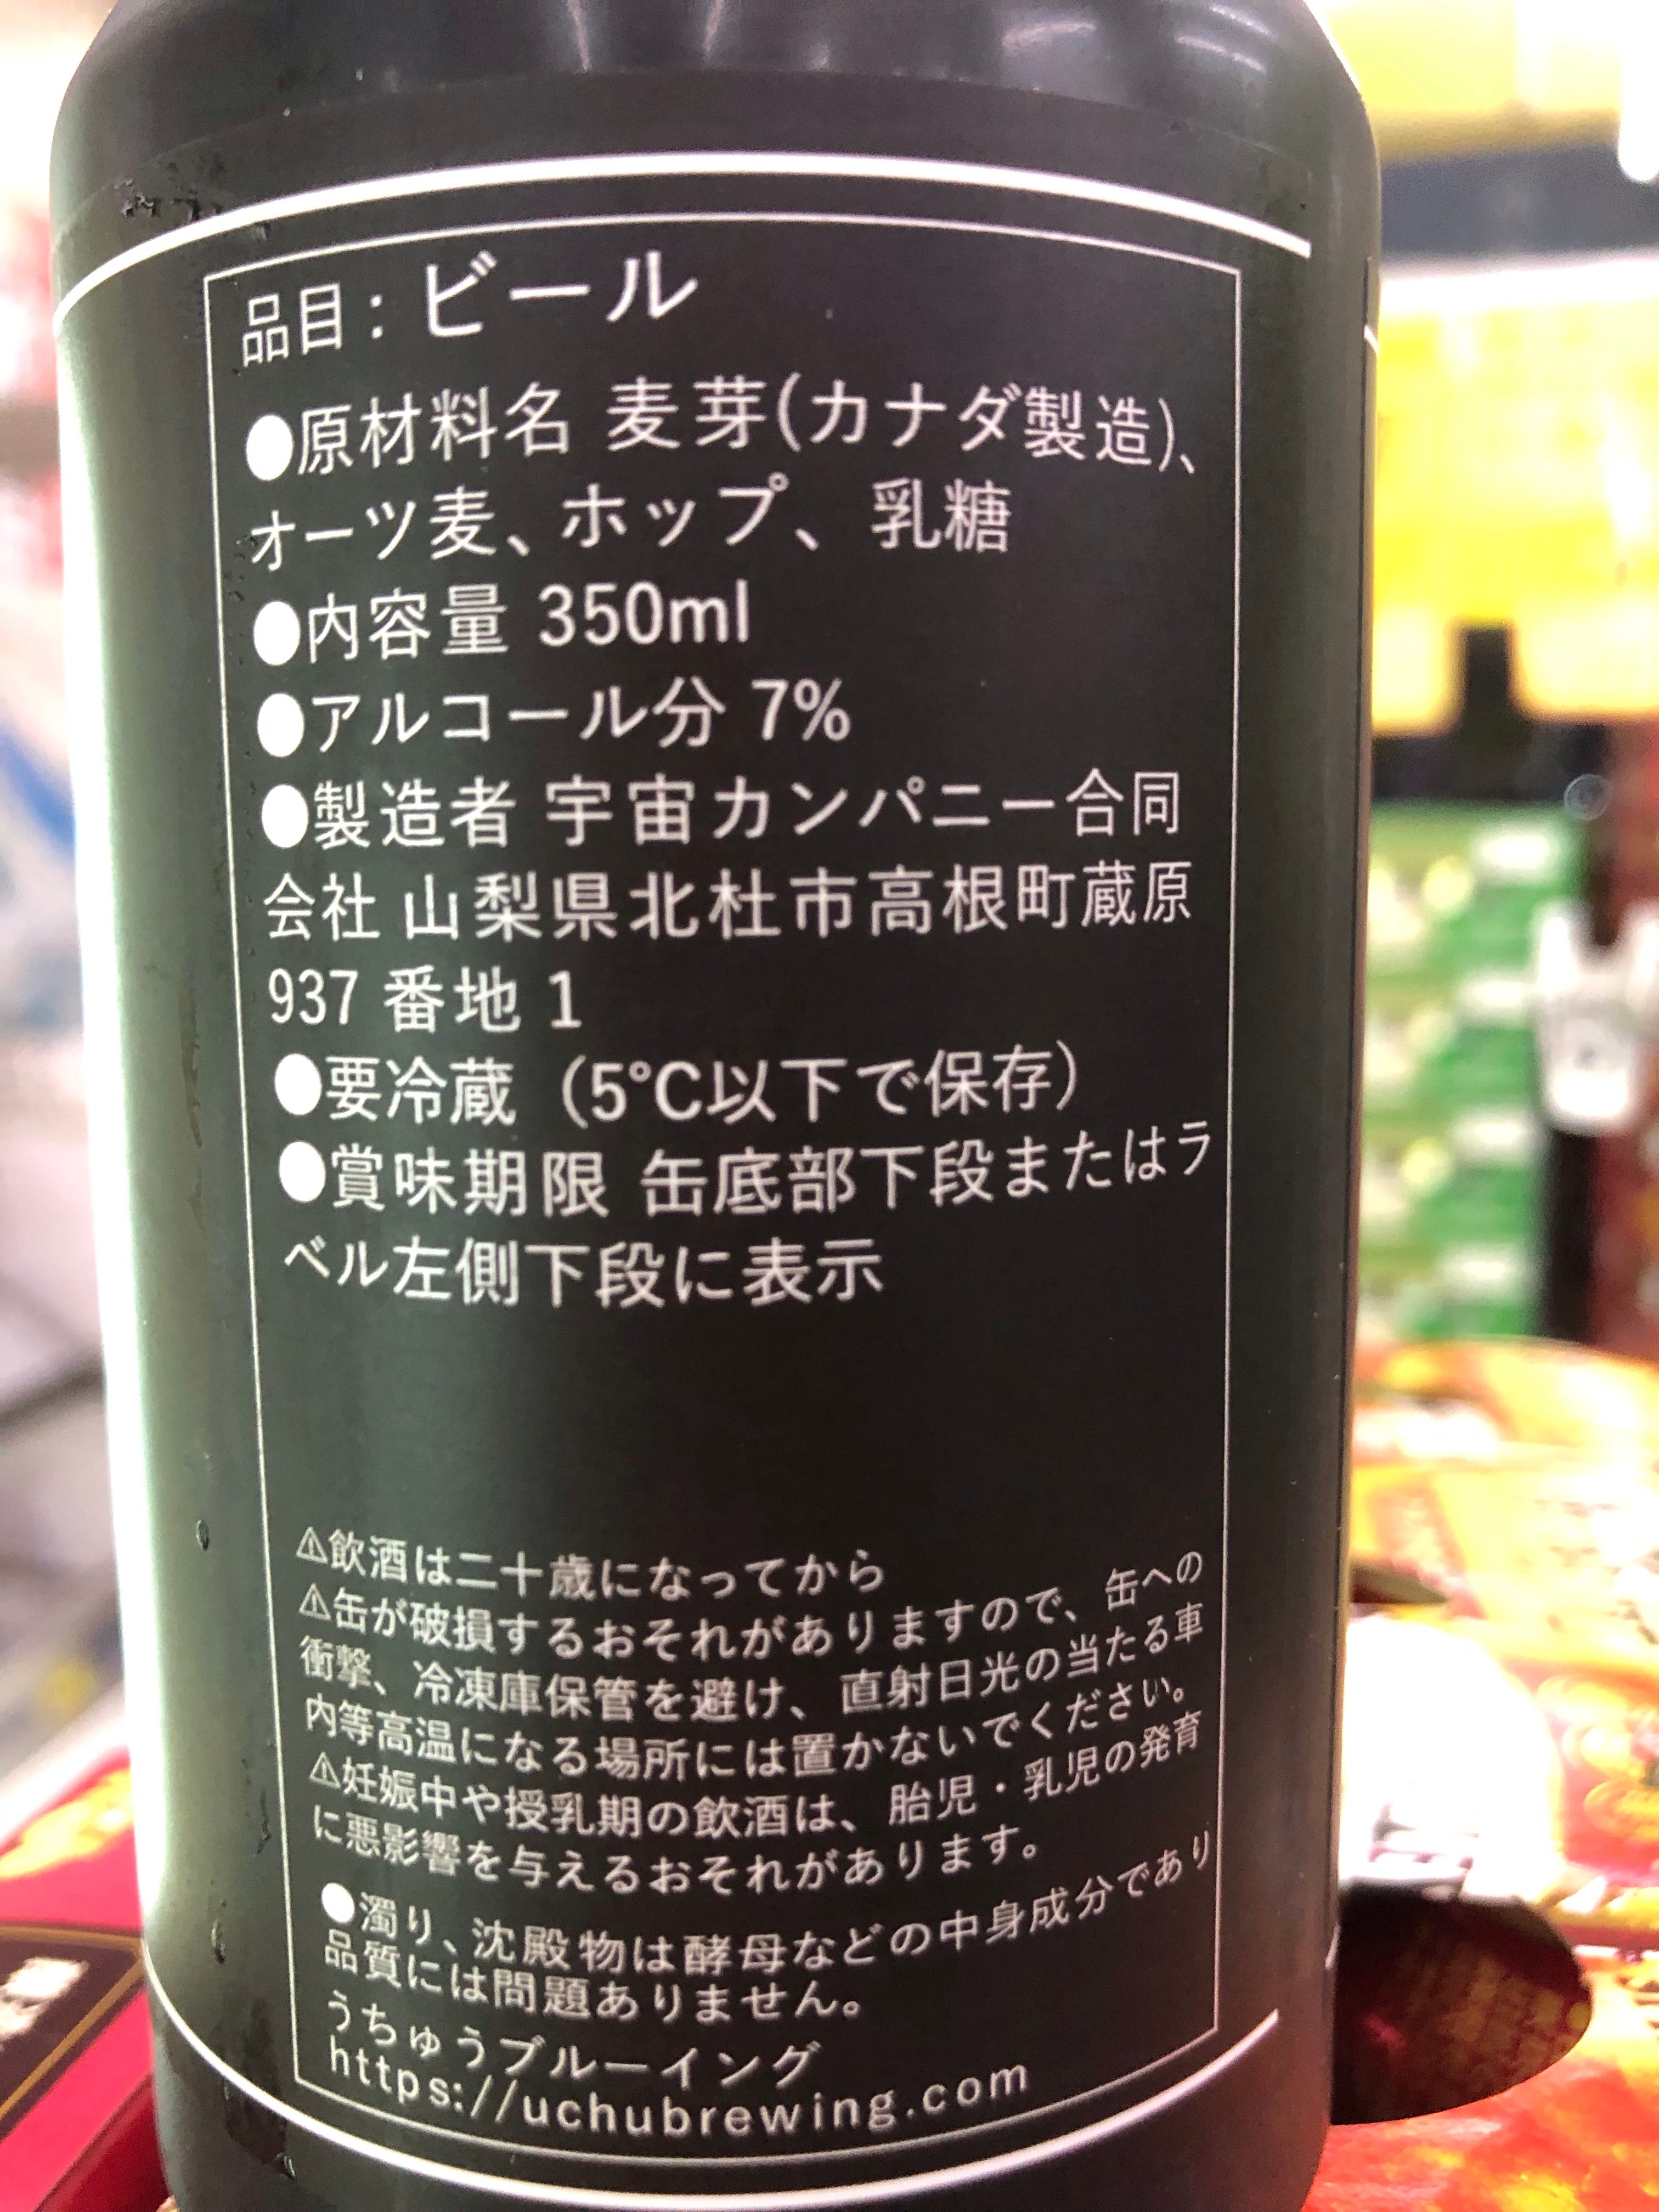 品目：ビール
●原材料名 麦芽(カナダ製造)、
オーツ麦、ホップ、乳糖
●内容量 350ml
●アルコール分 7%
●製造者 宇宙カンパニー合同
会社 山梨県北杜市高根町蔵原
937 番地 1
●要冷蔵（5℃以下で保存）
●賞味期限 缶底部下段またはラ
ベル左側下段に表示
⚠飲酒は二十歳になってから
⚠缶が破損するおそれがありますので、缶への
衝撃、冷凍庫保管を避け、直射日光の当たる車
内等高温になる場所には置かないでください。
⚠妊娠中や授乳期の飲酒は、胎児・乳児の発育
に悪影響を与えるおそれがあります。
●濁り、沈殿物は酵母などの中身成分であり
品質には問題ありません。
うちゅうブルーイング
https://uchubrewing.com